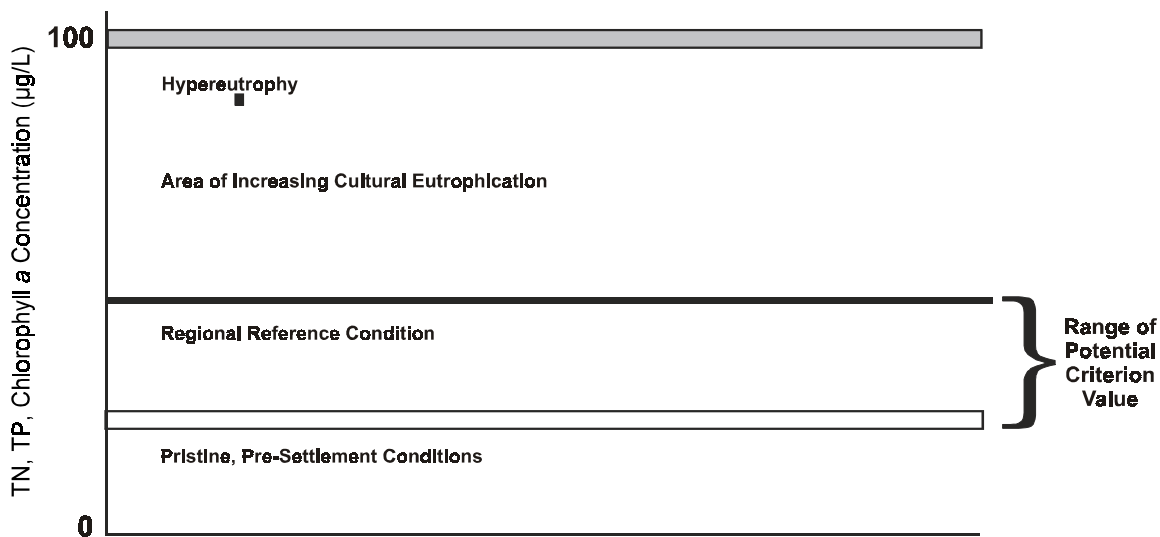 TN, TP, Chlorophyll a Concentration (µg/L)
100
Hypereutrophy
Area of Increasing Cultural Eutrophication
Regional Reference Condition
Range of
Potential
Criterion
Value
Pristine, Pre-Settlement Conditions
0